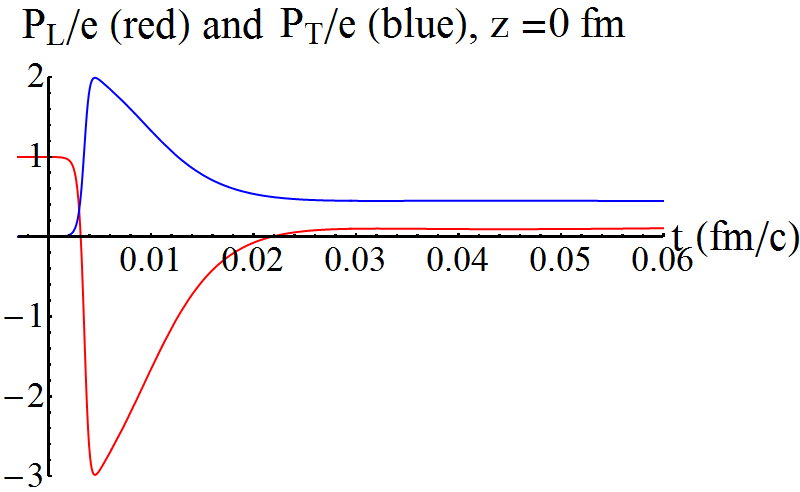 P_L/e (red) and P_T/e (blue), z =0 fm
2
1
t (fm/c)
0.01 0.02 0.03 0.04 0.05 0.06
−1
−2
−3